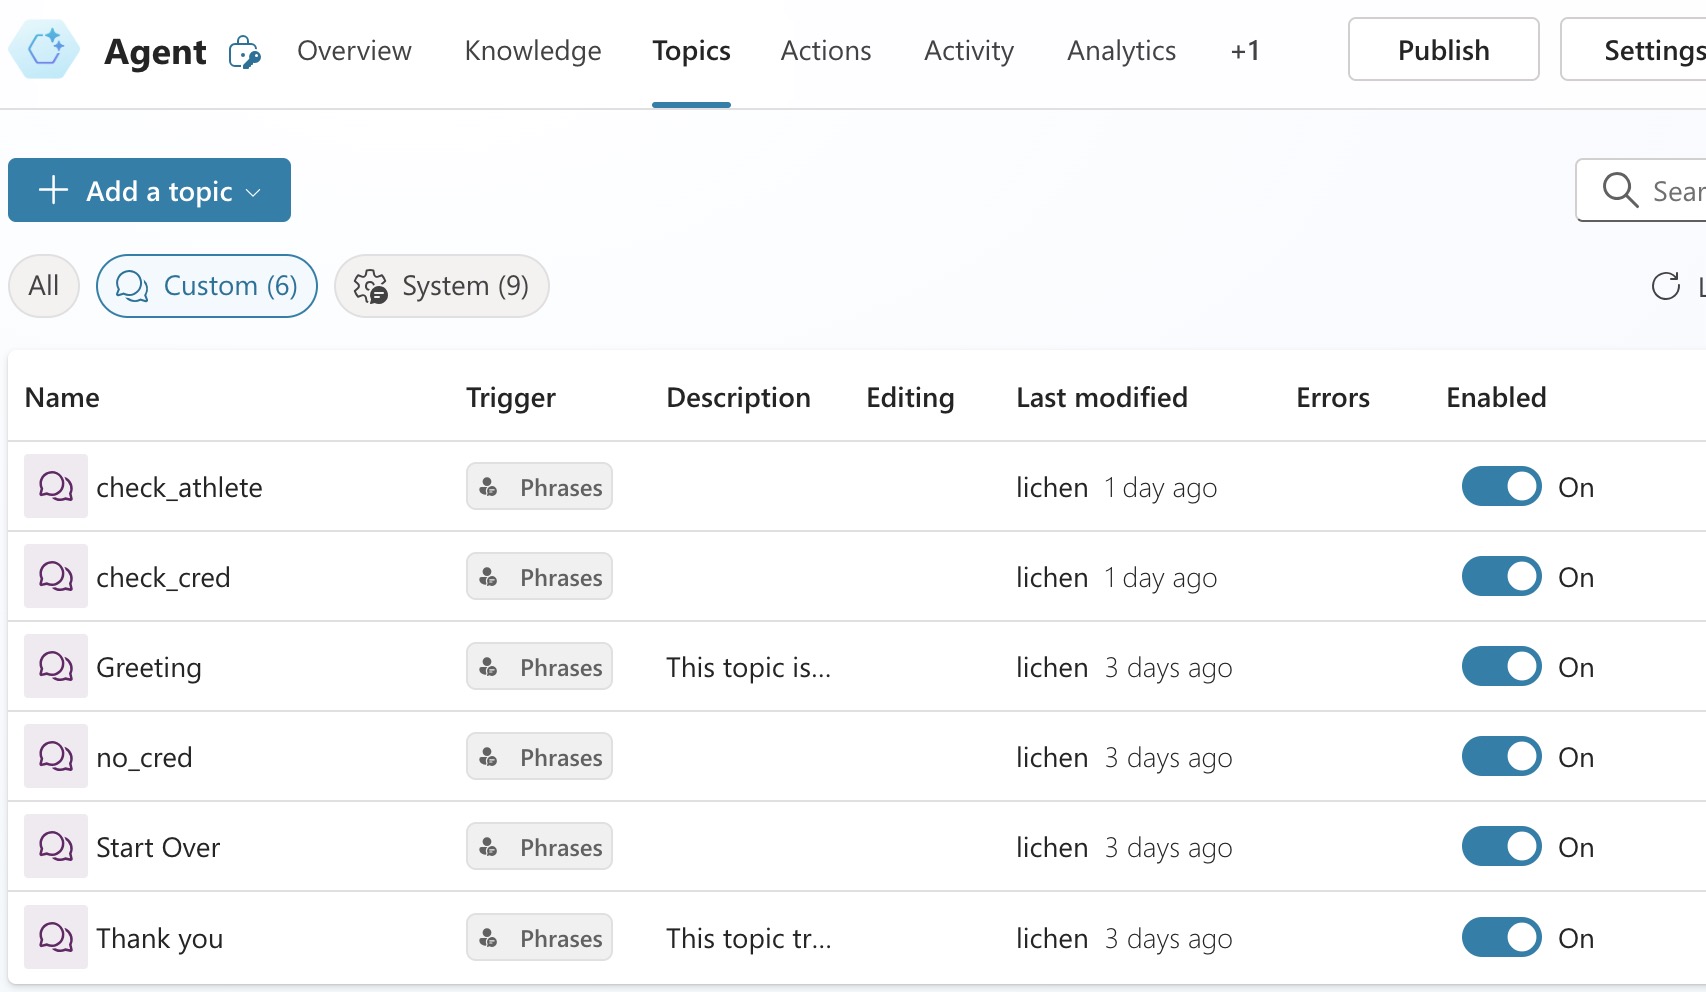 Agent Overview Knowledge Topics Actions Activity Analytics +1 Publish Settings
Add a topic
All Custom (6) System (9)
Name Trigger Description Editing Last modified Errors Enabled
check_athlete Phrases lichen 1 day ago On
check_cred Phrases lichen 1 day ago On
Greeting Phrases This topic is... lichen 3 days ago On
no_cred Phrases lichen 3 days ago On
Start Over Phrases lichen 3 days ago On
Thank you Phrases This topic tr... lichen 3 days ago On